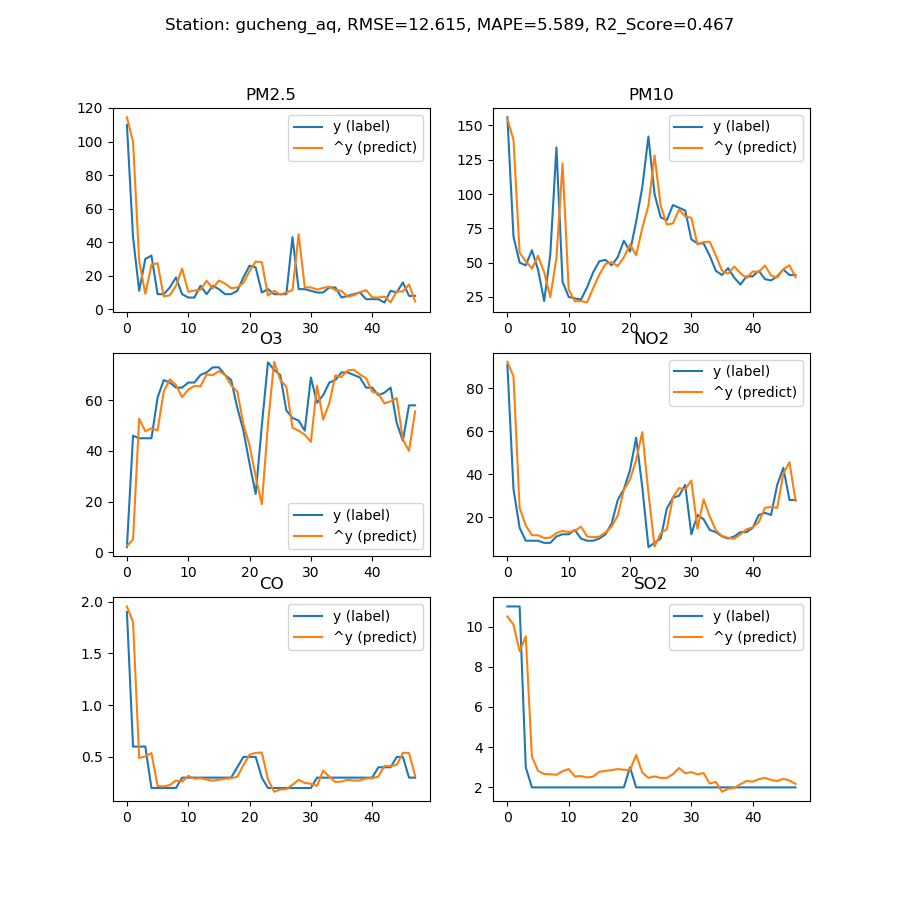 Station: gucheng_aq, RMSE=12.615, MAPE=5.589, R2_Score=0.467
PM2.5
120
100
80
60
40
20
0
0 10 20 30 40
y (label)
^y (predict)
PM10
150
125
100
75
50
25
0 10 20 30 40
y (label)
^y (predict)
O3
60
40
20
0
0 10 20 30 40
y (label)
^y (predict)
NO2
80
60
40
20
0 10 20 30 40
y (label)
^y (predict)
CO
2.0
1.5
1.0
0.5
0 10 20 30 40
y (label)
^y (predict)
SO2
10
8
6
4
2
0 10 20 30 40
y (label)
^y (predict)